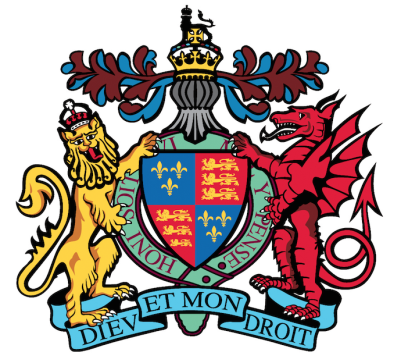 HONI·SOIT
Y·PENSE·
DIEV ET MON DROIT